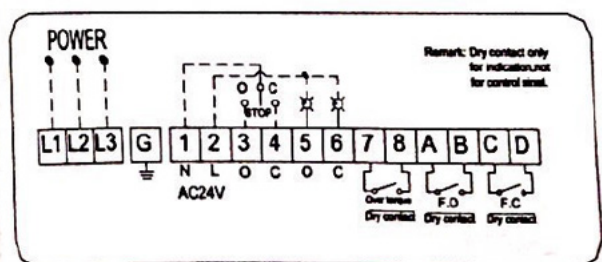 POWER
Remark: Dry contact only
for indication,not
for control sinal.
O C
STOP
L1 L2 L3 G 1 2 3 4 5 6 7 8 A B C D
N L O C O C
AC24V
Over torque F.O F.C
Dry contact Dry contact Dry contact